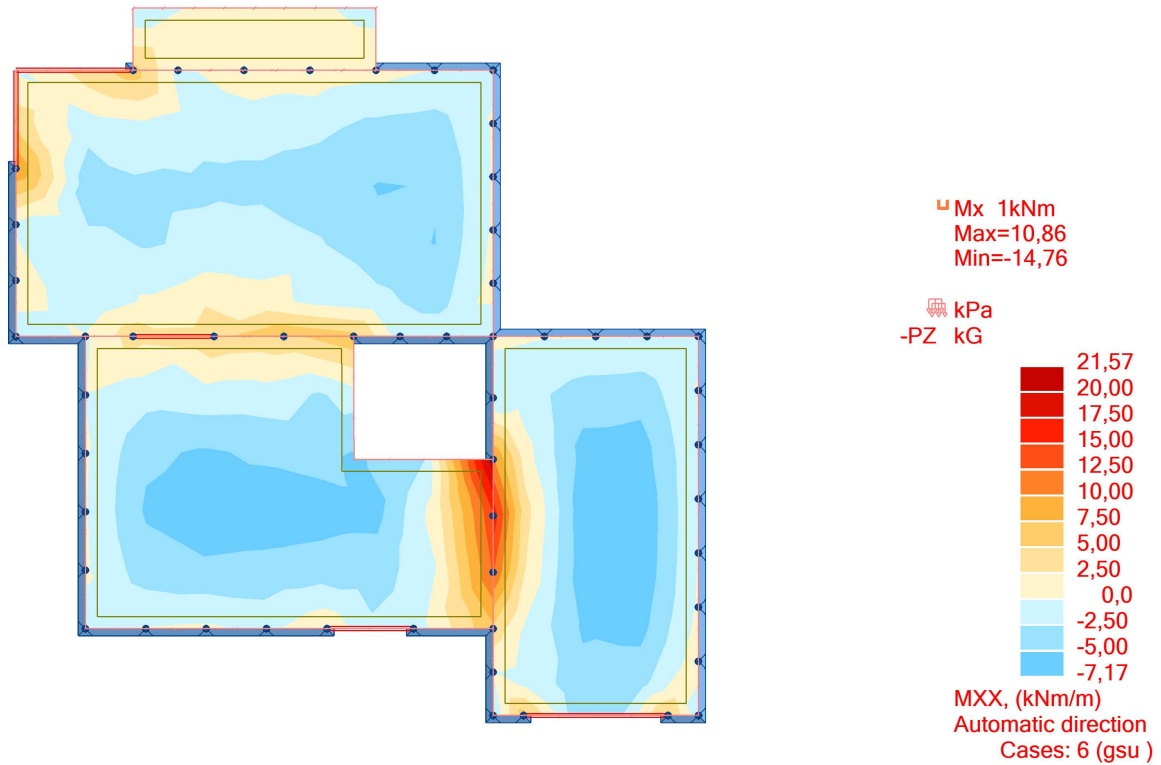 Mx 1kNm
Max=10,86
Min=-14,76
kPa
-PZ kG
21,57
20,00
17,50
15,00
12,50
10,00
7,50
5,00
2,50
0,0
-2,50
-5,00
-7,17
MXX, (kNm/m)
Automatic direction
Cases: 6 (gsu )